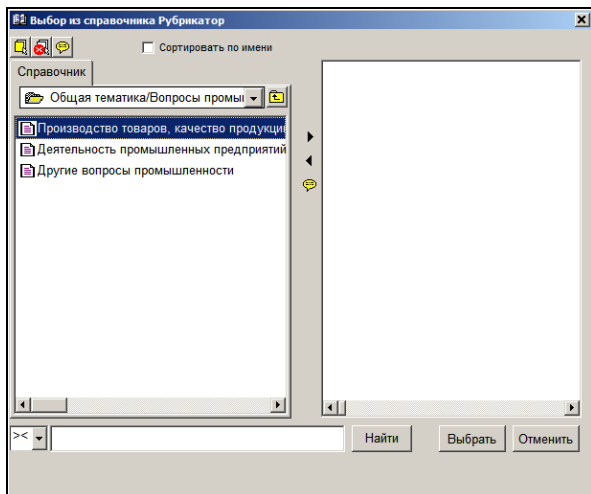 Выбор из справочника Рубрикатор
Сортировать по имени
Справочник
Общая тематика/Вопросы промы
Производство товаров, качество продукци
Деятельность промышленных предприятий
Другие вопросы промышленности
><
Найти
Выбрать
Отменить